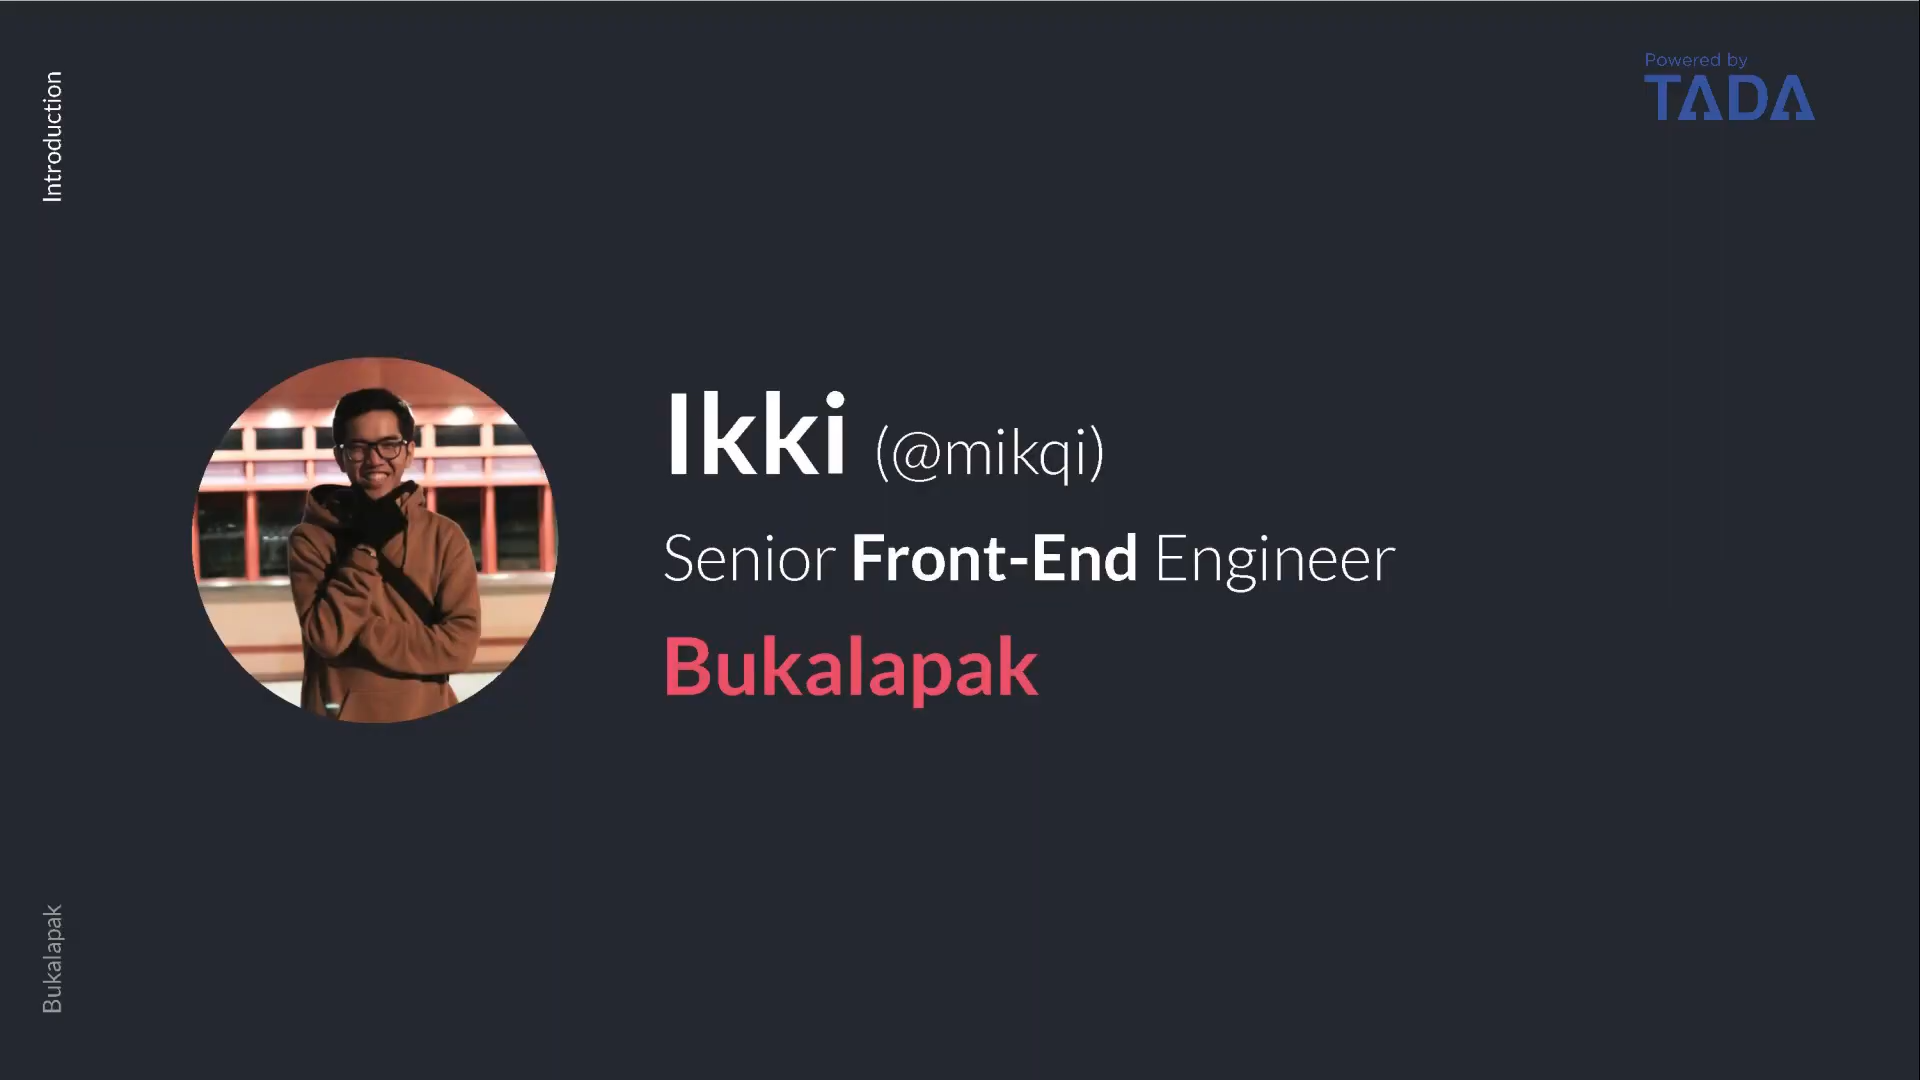 Introduction
Powered by
TADA
Ikki (@mikqi)
Senior Front-End Engineer
Bukalapak
Bukalapak